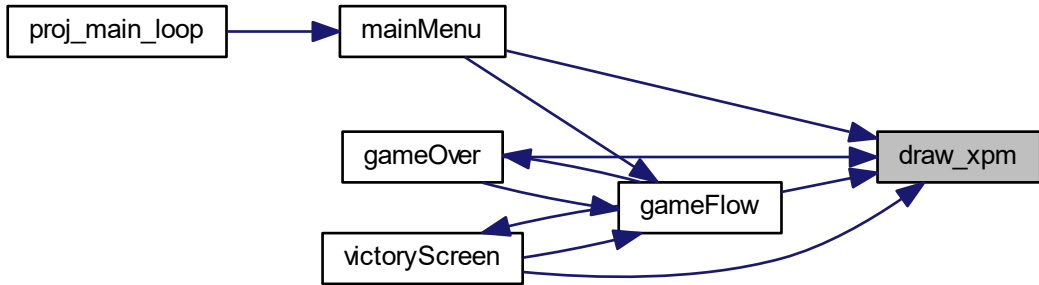 proj_main_loop
mainMenu
gameOver
draw_xpm
gameFlow
victoryScreen